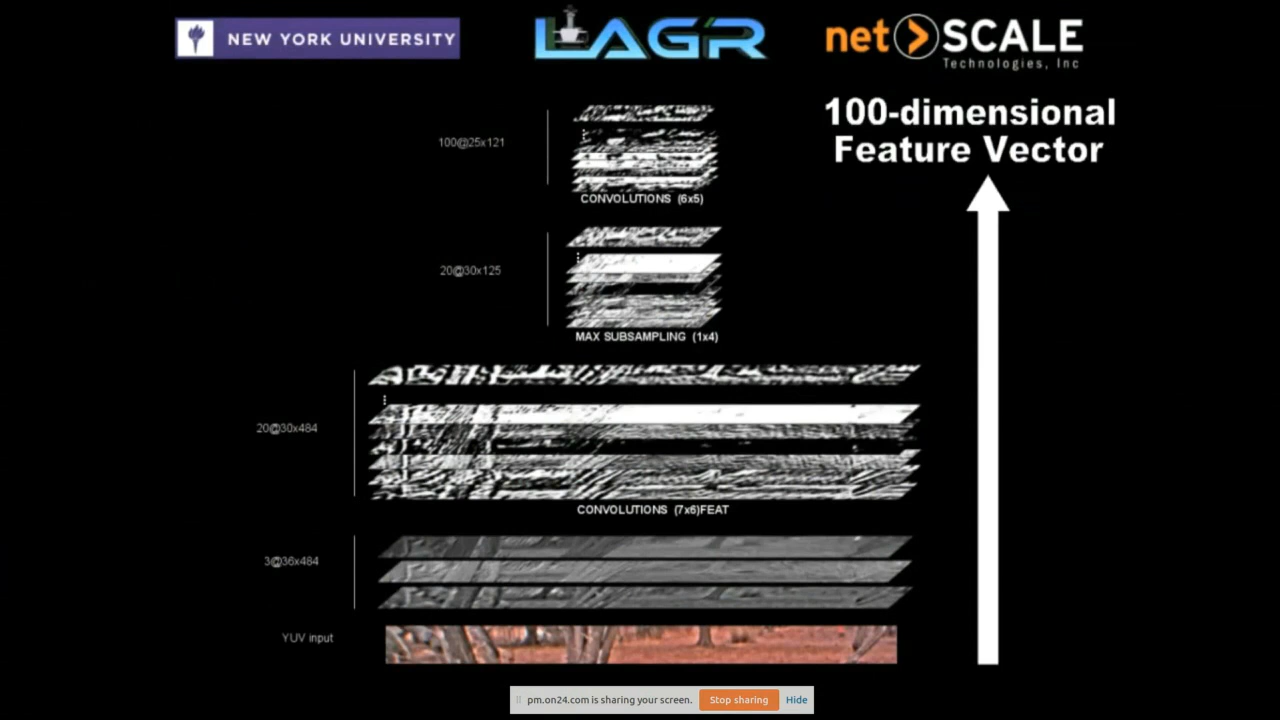 NEW YORK UNIVERSITY
LAGR
net SCALE
Technologies, Inc
100-dimensional
Feature Vector
100@25x121
CONVOLUTIONS (6x5)
20@30x125
MAX SUBSAMPLING (1x4)
20@30x484
CONVOLUTIONS (7x6)FEAT
3@36x484
YUV input
pm.on24.com is sharing your screen. Stop sharing Hide